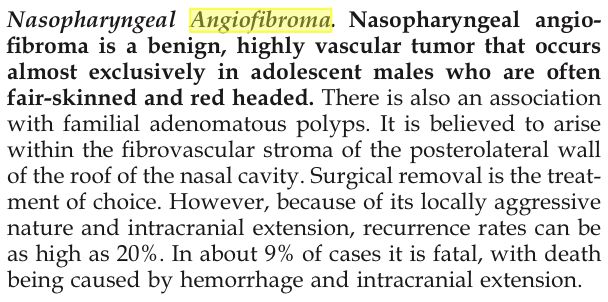 Nasopharyngeal Angiofibroma. Nasopharyngeal angio-
fibroma is a benign, highly vascular tumor that occurs
almost exclusively in adolescent males who are often
fair-skinned and red headed. There is also an association
with familial adenomatous polyps. It is believed to arise
within the fibrovascular stroma of the posterolateral wall
of the roof of the nasal cavity. Surgical removal is the treat-
ment of choice. However, because of its locally aggressive
nature and intracranial extension, recurrence rates can be
as high as 20%. In about 9% of cases it is fatal, with death
being caused by hemorrhage and intracranial extension.